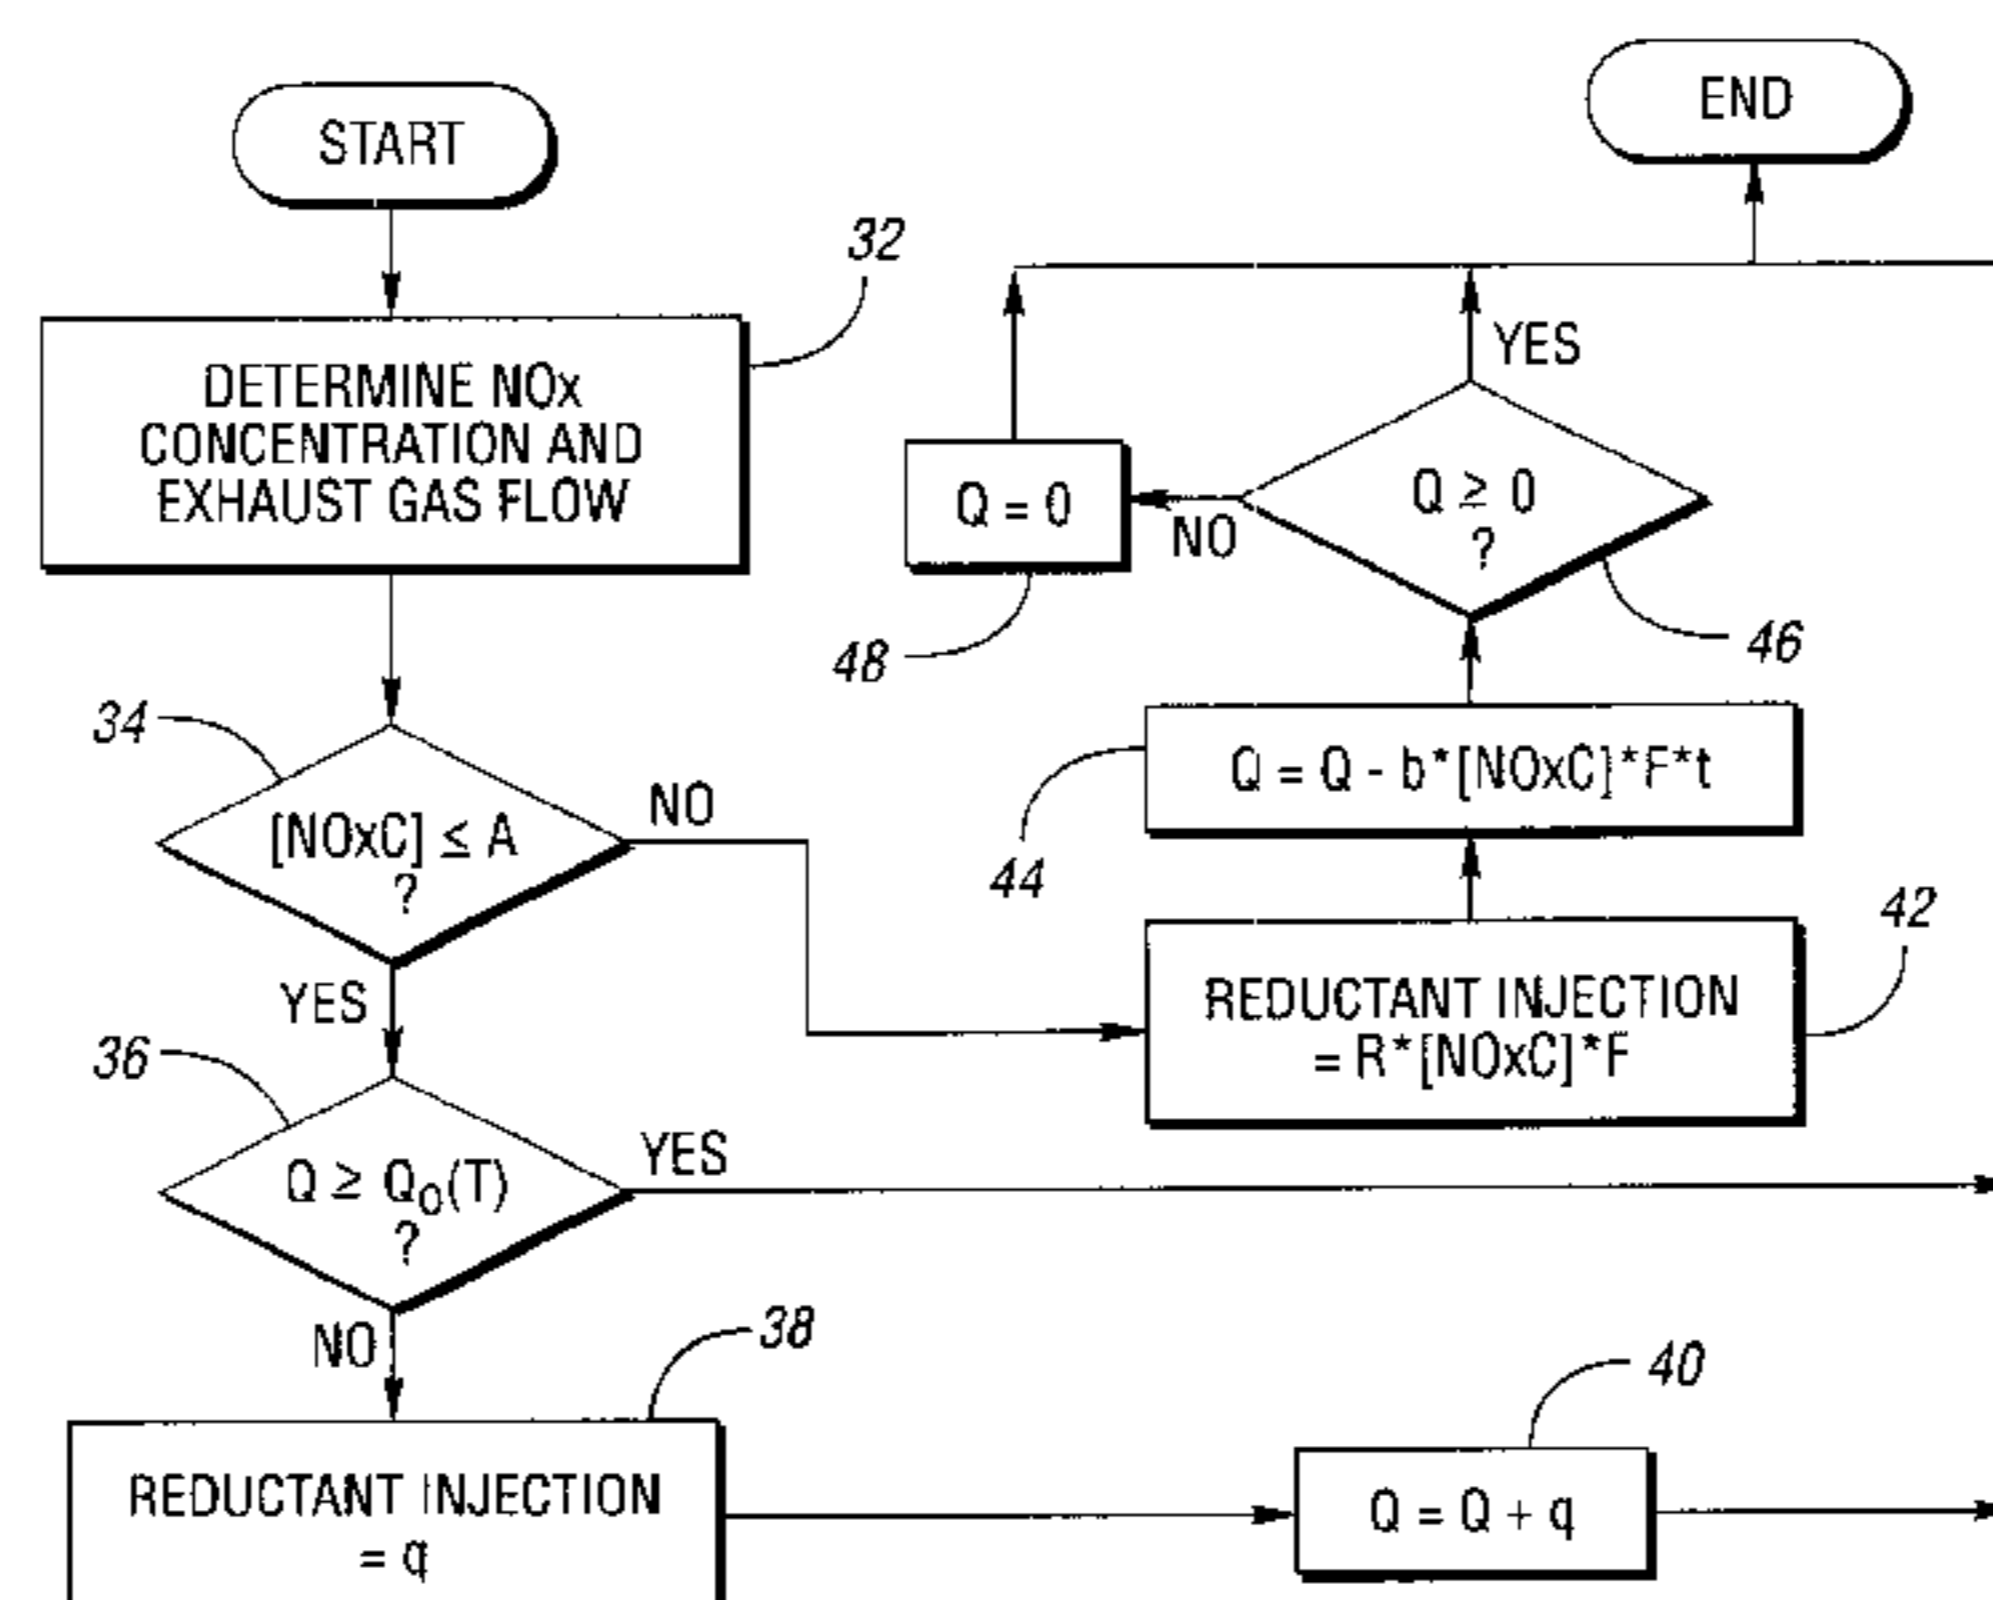 START
32
DETERMINE NOx
CONCENTRATION AND
EXHAUST GAS FLOW
34
[NOxC] ≤ A
?
NO
YES
36
Q ≥ Q₀(T)
?
YES
NO
38
REDUCTANT INJECTION
= q
40
Q = Q + q
42
REDUCTANT INJECTION
= R*[NOxC]*F
44
Q = Q - b*[NOxC]*F*t
46
Q ≥ 0
?
YES
NO
48
Q = 0
END